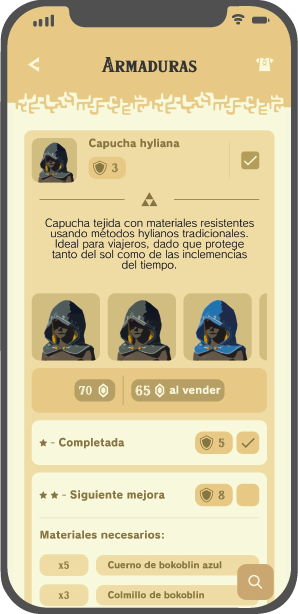 ARMADURAS
Capucha hyliana
3
Capucha tejida con materiales resistentes
usando métodos hylianos tradicionales.
Ideal para viajeros, dado que protege
tanto del sol como de las inclemencias
del tiempo.
70
65 al vender
- Completada
5
- Siguiente mejora
8
Materiales necesarios:
x5 Cuerno de bokoblin azul
x3 Colmillo de bokoblin